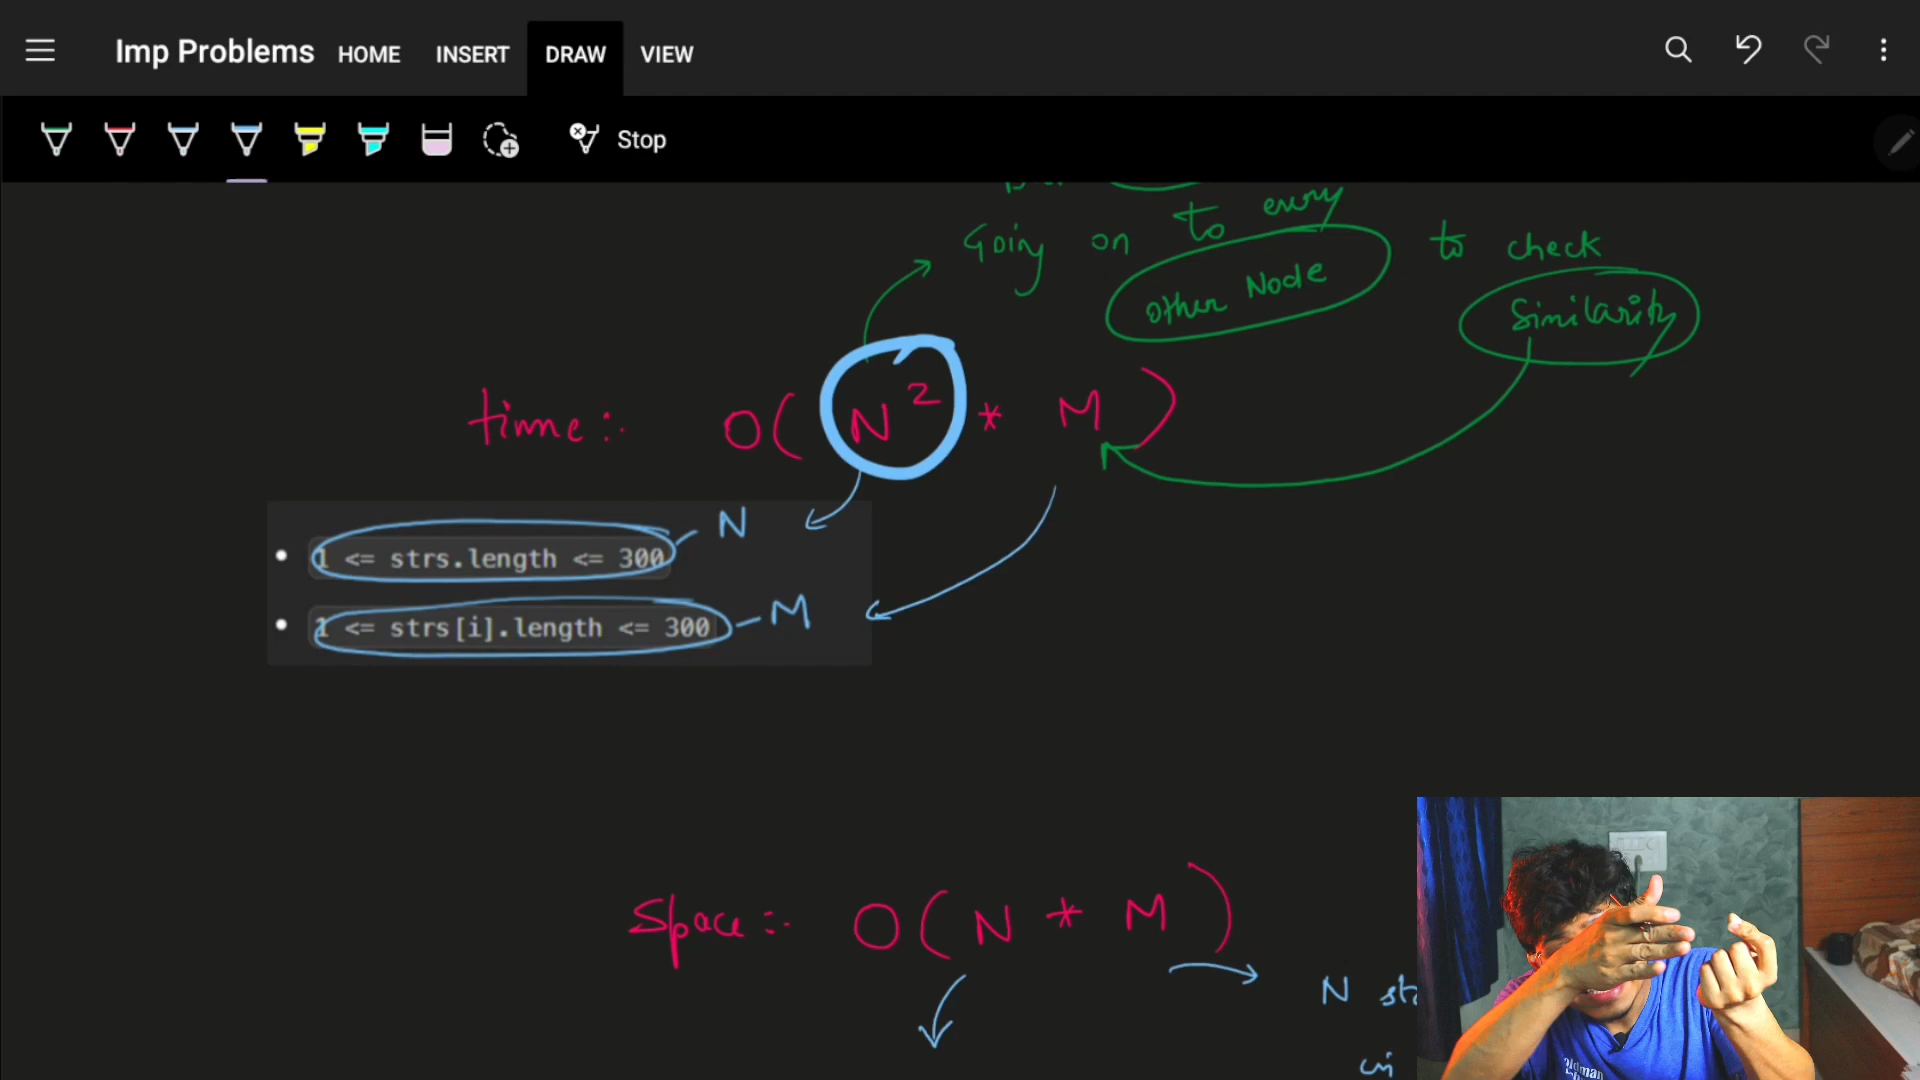 Imp Problems HOME INSERT DRAW VIEW
Stop
Going on to every
other Node
to check
Similarity
time :- O( N² * M )
1 <= strs.length <= 300 - N
1 <= strs[i].length <= 300 - M
Space :- O( N * M )
N
in